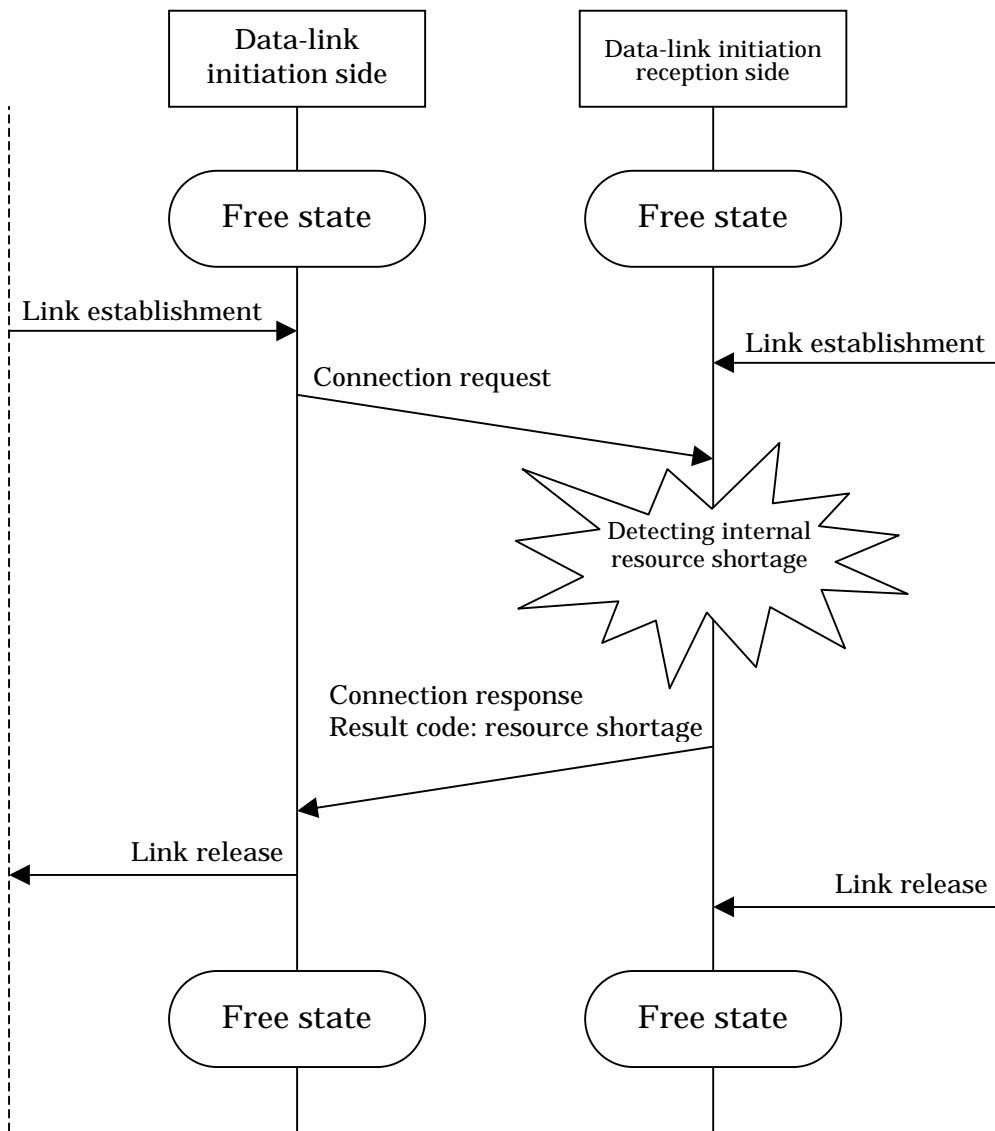 Data-link
initiation side
Data-link initiation
reception side
Free state
Free state
Link establishment
Link establishment
Connection request
Detecting internal
resource shortage
Connection response
Result code: resource shortage
Link release
Link release
Free state
Free state